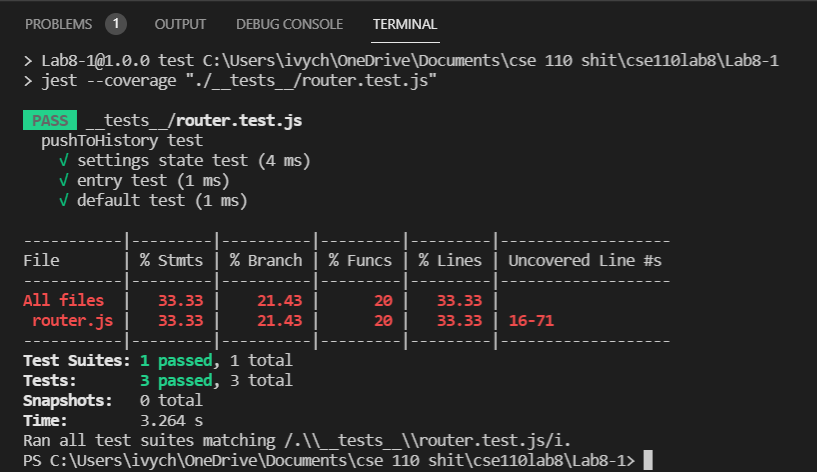 PROBLEMS 1 OUTPUT DEBUG CONSOLE TERMINAL
> Lab8-1@1.0.0 test C:\Users\ivych\OneDrive\Documents\cse 110 shit\cse110lab8\Lab8-1
> jest --coverage "./__tests__/router.test.js"
PASS __tests__/router.test.js
pushToHistory test
√ settings state test (4 ms)
√ entry test (1 ms)
√ default test (1 ms)
-----------|---------|----------|---------|---------|-------------------
File | % Stmts | % Branch | % Funcs | % Lines | Uncovered Line #s
-----------|---------|----------|---------|---------|-------------------
All files | 33.33 | 21.43 | 20 | 33.33 |
router.js | 33.33 | 21.43 | 20 | 33.33 | 16-71
-----------|---------|----------|---------|---------|-------------------
Test Suites: 1 passed, 1 total
Tests: 3 passed, 3 total
Snapshots: 0 total
Time: 3.264 s
Ran all test suites matching /.\\__tests__\\router.test.js/i.
PS C:\Users\ivych\OneDrive\Documents\cse 110 shit\cse110lab8\Lab8-1>